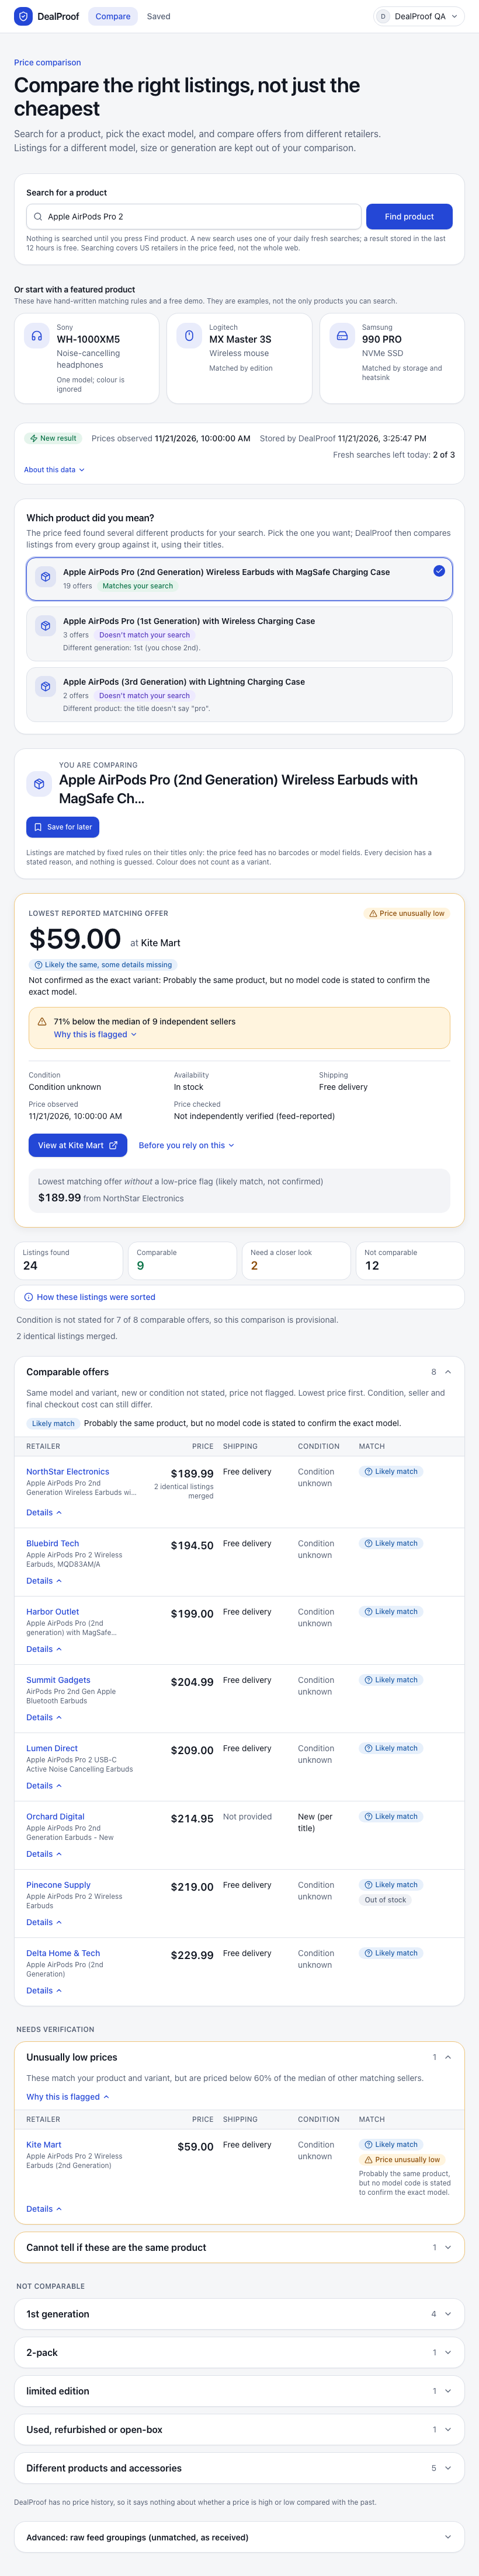 DealProof Compare Saved D DealProof QA
Price comparison
Compare the right listings, not just the
cheapest
Search for a product, pick the exact model, and compare offers from different retailers.
Listings for a different model, size or generation are kept out of your comparison.
Search for a product
Apple AirPods Pro 2 Find product
Nothing is searched until you press Find product. A new search uses one of your daily fresh searches; a result stored in the last
12 hours is free. Searching covers US retailers in the price feed, not the whole web.
Or start with a featured product
These have hand-written matching rules and a free demo. They are examples, not the only products you can search.
Sony
WH-1000XM5
Noise-cancelling
headphones
One model; colour is
ignored
Logitech
MX Master 3S
Wireless mouse
Matched by edition
Samsung
990 PRO
NVMe SSD
Matched by storage and
heatsink
New result Prices observed 11/21/2026, 10:00:00 AM Stored by DealProof 11/21/2026, 3:25:47 PM
Fresh searches left today: 2 of 3
About this data
Which product did you mean?
The price feed found several different products for your search. Pick the one you want; DealProof then compares
listings from every group against it, using their titles.
Apple AirPods Pro (2nd Generation) Wireless Earbuds with MagSafe Charging Case
19 offers Matches your search
Apple AirPods Pro (1st Generation) with Wireless Charging Case
3 offers Doesn't match your search
Different generation: 1st (you chose 2nd).
Apple AirPods (3rd Generation) with Lightning Charging Case
2 offers Doesn't match your search
Different product: the title doesn't say "pro".
YOU ARE COMPARING
Apple AirPods Pro (2nd Generation) Wireless Earbuds with
MagSafe Ch...
Save for later
Listings are matched by fixed rules on their titles only: the price feed has no barcodes or model fields. Every decision has a
stated reason, and nothing is guessed. Colour does not count as a variant.
LOWEST REPORTED MATCHING OFFER Price unusually low
$59.00 at Kite Mart
Likely the same, some details missing
Not confirmed as the exact variant: Probably the same product, but no model code is stated to confirm the
exact model.
71% below the median of 9 independent sellers
Why this is flagged
Condition Availability Shipping
Condition unknown In stock Free delivery
Price observed Price checked
11/21/2026, 10:00:00 AM Not independently verified (feed-reported)
View at Kite Mart Before you rely on this
Lowest matching offer without a low-price flag (likely match, not confirmed)
$189.99 from NorthStar Electronics
Listings found Comparable Need a closer look Not comparable
24 9 2 12
How these listings were sorted
Condition is not stated for 7 of 8 comparable offers, so this comparison is provisional.
2 identical listings merged.
Comparable offers 8
Same model and variant, new or condition not stated, price not flagged. Lowest price first. Condition, seller and
final checkout cost can still differ.
Likely match Probably the same product, but no model code is stated to confirm the exact model.
RETAILER PRICE SHIPPING CONDITION MATCH
NorthStar Electronics $189.99 Free delivery Condition unknown Likely match
Apple AirPods Pro 2nd
Generation Wireless Earbuds wi...
2 identical listings
merged
Details
Bluebird Tech $194.50 Free delivery Condition unknown Likely match
Apple AirPods Pro 2 Wireless
Earbuds, MQD83AM/A
Details
Harbor Outlet $199.00 Free delivery Condition unknown Likely match
Apple AirPods Pro (2nd
generation) with MagSafe...
Details
Summit Gadgets $204.99 Free delivery Condition unknown Likely match
AirPods Pro 2nd Gen Apple
Bluetooth Earbuds
Details
Lumen Direct $209.00 Free delivery Condition unknown Likely match
Apple AirPods Pro 2 USB-C
Active Noise Cancelling Earbuds
Details
Orchard Digital $214.95 Not provided New (per title) Likely match
Apple AirPods Pro 2nd
Generation Earbuds - New
Details
Pinecone Supply $219.00 Free delivery Condition unknown Likely match
Apple AirPods Pro 2 Wireless
Earbuds
Out of stock
Details
Delta Home & Tech $229.99 Free delivery Condition unknown Likely match
Apple AirPods Pro (2nd
Generation)
Details
NEEDS VERIFICATION
Unusually low prices 1
These match your product and variant, but are priced below 60% of the median of other matching sellers.
Why this is flagged
RETAILER PRICE SHIPPING CONDITION MATCH
Kite Mart $59.00 Free delivery Condition unknown Likely match
Apple AirPods Pro 2 Wireless
Earbuds (2nd Generation)
Price unusually low
Probably the same product,
but no model code is stated
to confirm the exact model.
Details
Cannot tell if these are the same product 1
NOT COMPARABLE
1st generation 4
2-pack 1
limited edition 1
Used, refurbished or open-box 1
Different products and accessories 5
DealProof has no price history, so it says nothing about whether a price is high or low compared with the past.
Advanced: raw feed groupings (unmatched, as received)